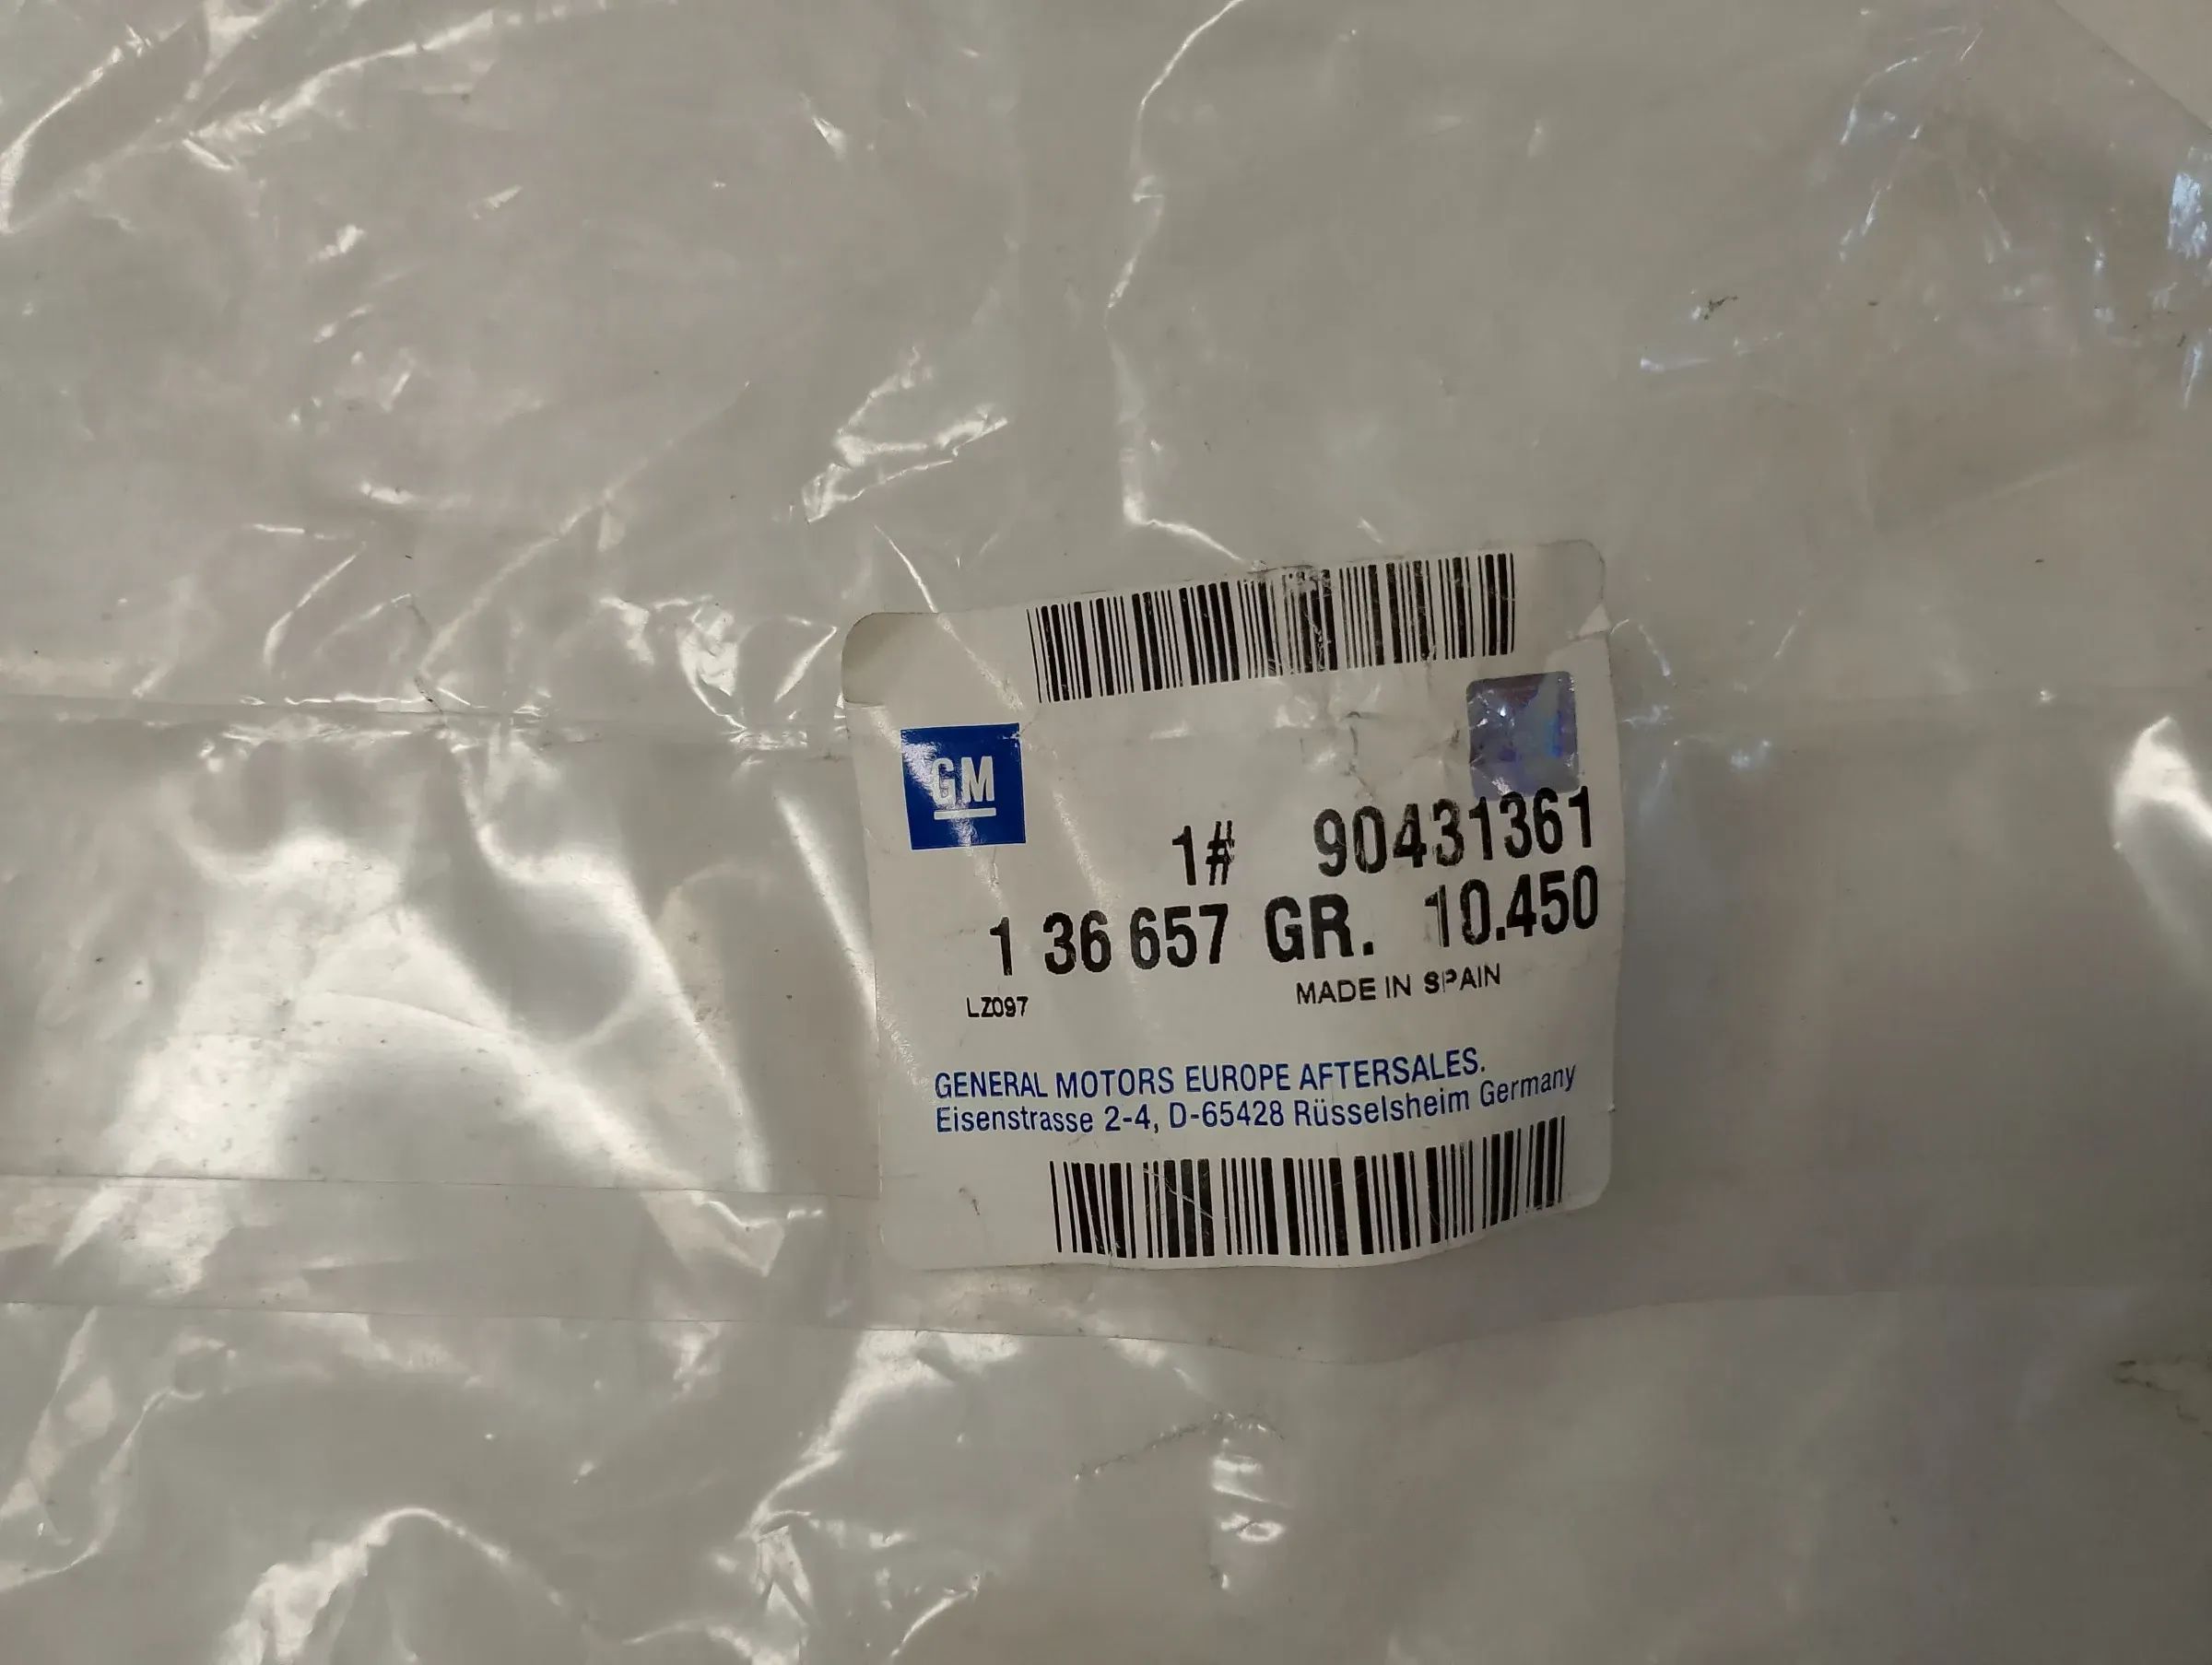 GM
1# 90431361
1 36 657 GR. 10.450
LZ097 MADE IN SPAIN
GENERAL MOTORS EUROPE AFTERSALES.
Eisenstrasse 2-4, D-65428 Rüsselsheim Germany